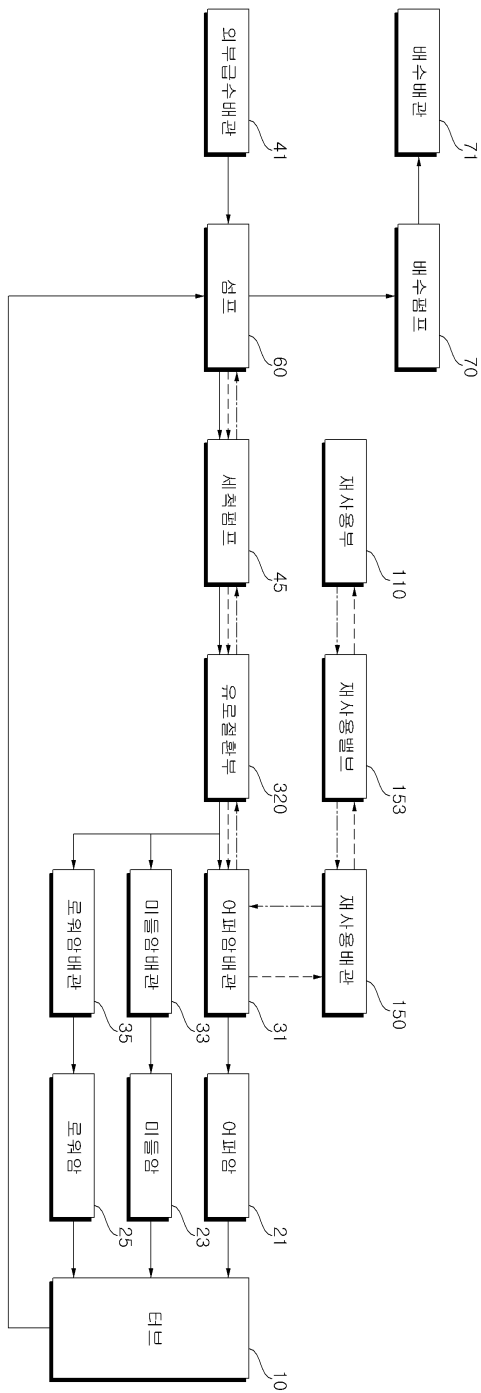 외부급수배관
41
배수배관
71
섬프
60
배수펌프
70
세척펌프
45
재사용부
110
유로절환부
320
재사용밸브
153
로워암배관
35
미들암배관
33
어퍼암배관
31
재사용배관
150
로워암
25
미들암
23
어퍼암
21
터브
10